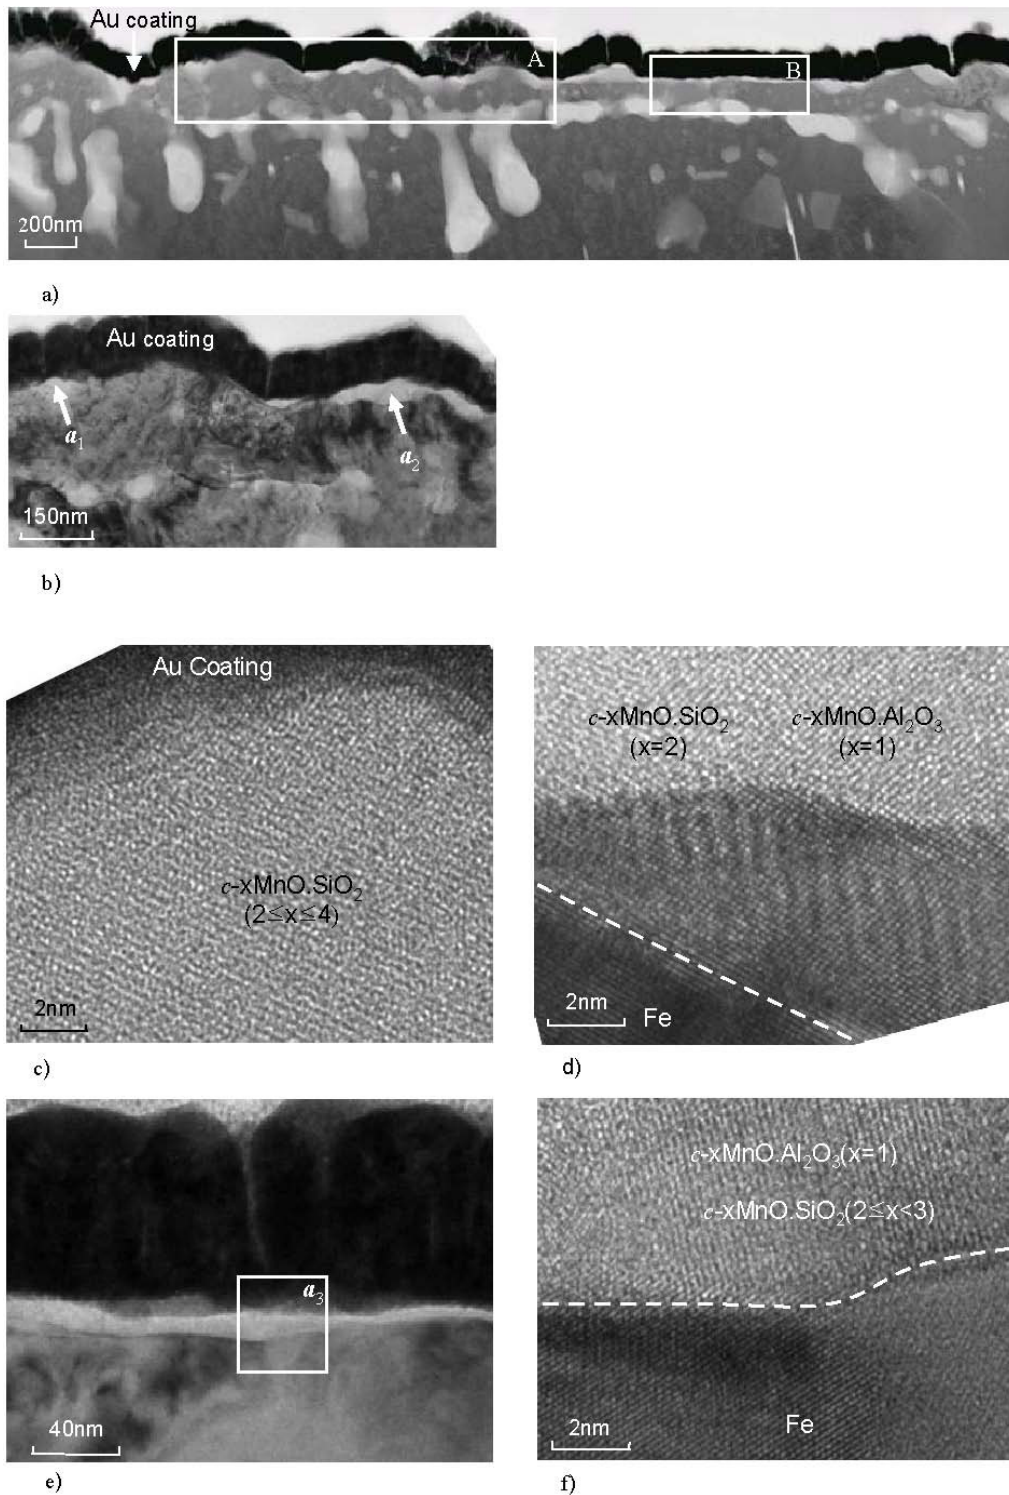 Au coating
A
B
200nm
a)
Au coating
a₁
a₂
150nm
b)
Au Coating
c-xMnO.SiO₂
(2≤x≤4)
2nm
c)
c-xMnO.SiO₂ c-xMnO.Al₂O₃
(x=2) (x=1)
2nm
Fe
d)
a₃
40nm
e)
c-xMnO.Al₂O₃(x=1)
c-xMnO.SiO₂(2≤x<3)
Fe
2nm
f)